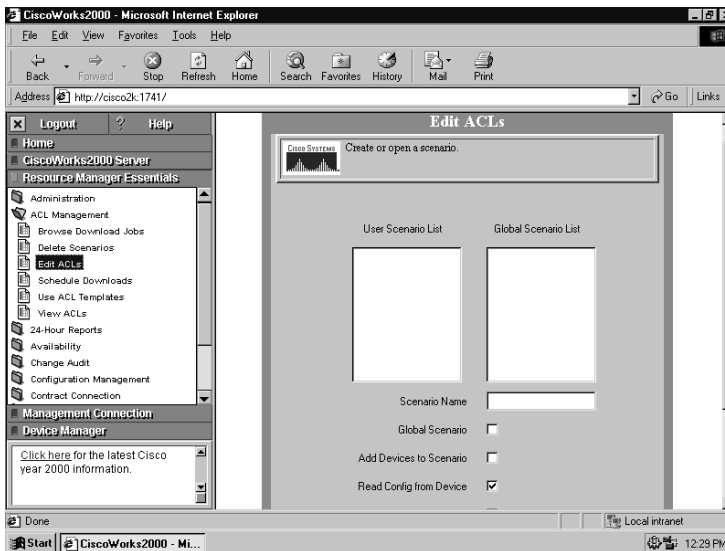 CiscoWorks2000 - Microsoft Internet Explorer
File Edit View Favorites Tools Help
Back Forward Stop Refresh Home Search Favorites History Mail Print
Address http://cisco2k:1741/ Go Links
Logout ? Help
Home
CiscoWorks2000 Server
Resource Manager Essentials
Administration
ACL Management
Browse Download Jobs
Delete Scenarios
Edit ACLs
Schedule Downloads
Use ACL Templates
View ACLs
24-Hour Reports
Availability
Change Audit
Configuration Management
Contract Connection
Management Connection
Device Manager
Click here for the latest Cisco
year 2000 information.
Edit ACLs
CISCO SYSTEMS
Create or open a scenario.
User Scenario List Global Scenario List
Scenario Name
Global Scenario
Add Devices to Scenario
Read Config from Device
Done Local intranet
Start CiscoWorks2000 - Mi... 12:29 PM